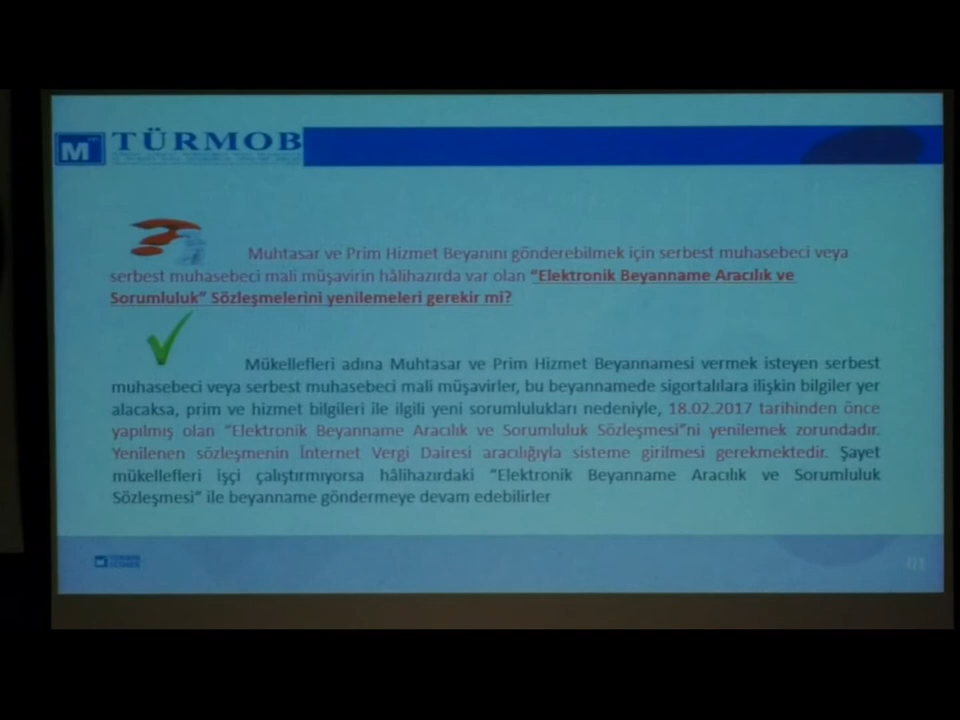 TÜRMOB
Muhtasar ve Prim Hizmet Beyanını gönderebilmek için serbest muhasebeci veya
serbest muhasebeci mali müşavirin hâlihazırda var olan “Elektronik Beyanname Aracılık ve
Sorumluluk” Sözleşmelerini yenilemeleri gerekir mi?
Mükellefleri adına Muhtasar ve Prim Hizmet Beyannamesi vermek isteyen serbest
muhasebeci veya serbest muhasebeci mali müşavirler, bu beyannamede sigortalılara ilişkin bilgiler yer
alacaksa, prim ve hizmet bilgileri ile ilgili yeni sorumlulukları nedeniyle, 18.02.2017 tarihinden önce
yapılmış olan “Elektronik Beyanname Aracılık ve Sorumluluk Sözleşmesi”ni yenilemek zorundadır.
Yenilenen sözleşmenin İnternet Vergi Dairesi aracılığıyla sisteme girilmesi gerekmektedir. Şayet
mükellefleri işçi çalıştırmıyorsa hâlihazırdaki “Elektronik Beyanname Aracılık ve Sorumluluk
Sözleşmesi” ile beyanname göndermeye devam edebilirler